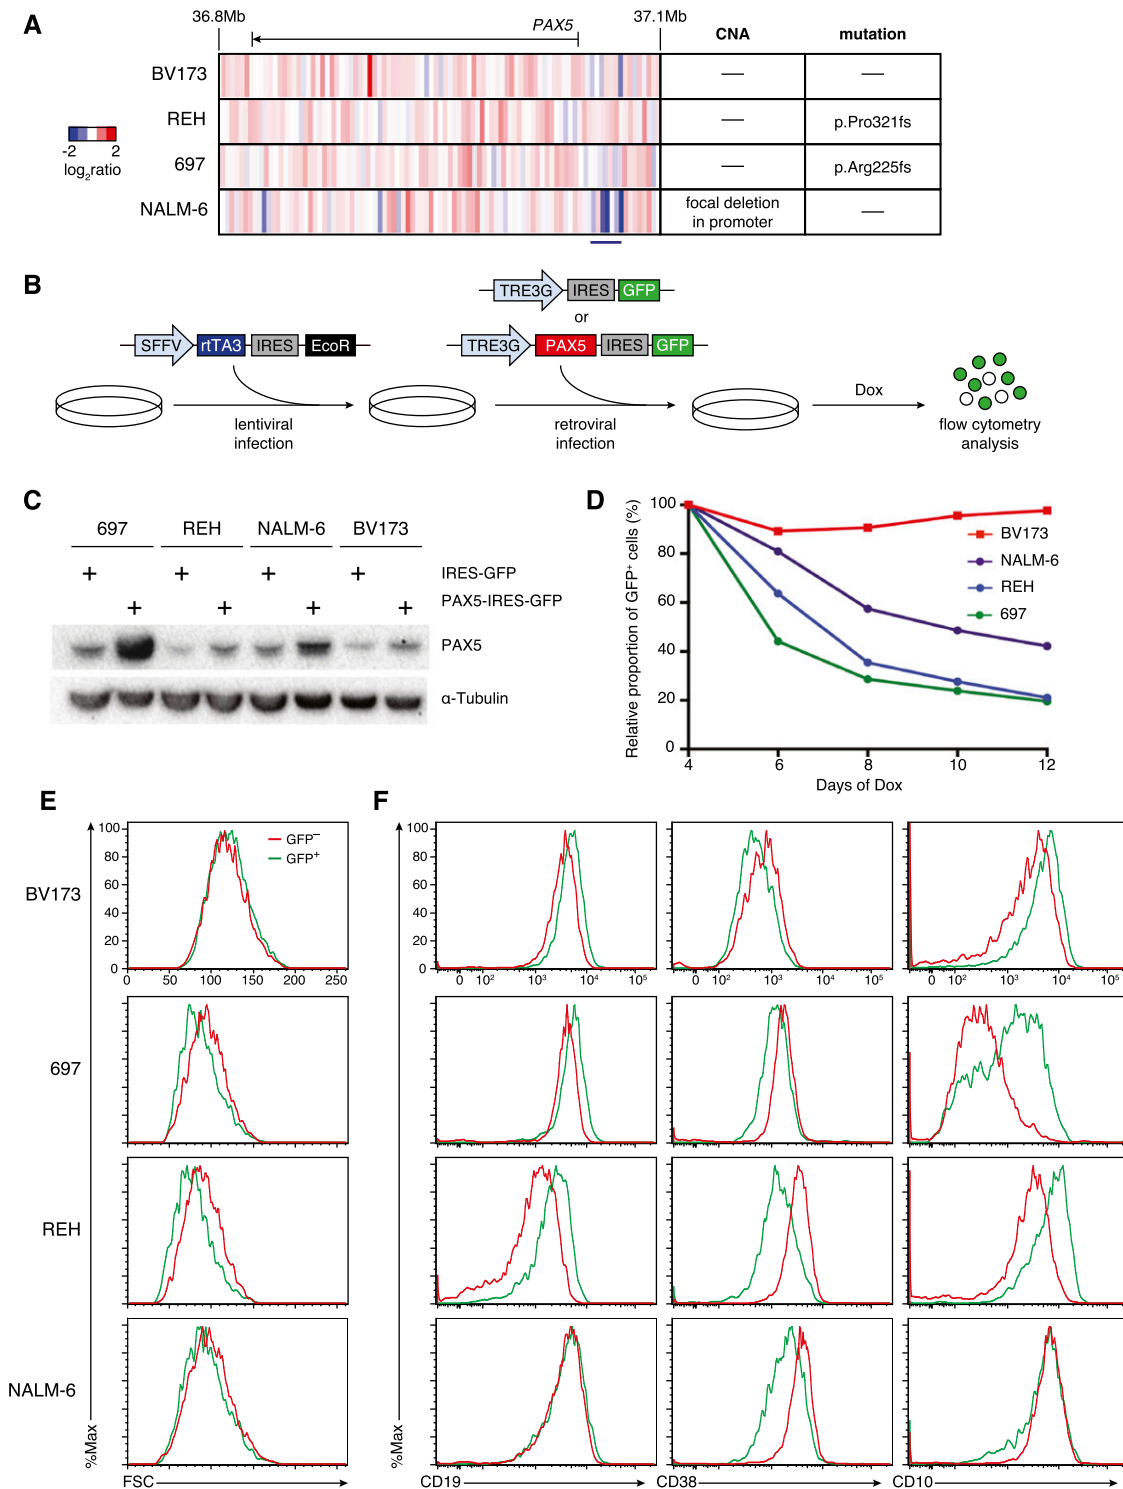 A
36.8Mb
PAX5
37.1Mb
CNA
mutation
BV173
—
—
REH
—
p.Pro321fs
697
—
p.Arg225fs
NALM-6
focal deletion
in promoter
—
-2
2
log2ratio
B
TRE3G
IRES
GFP
or
SFFV
rtTA3
IRES
EcoR
TRE3G
PAX5
IRES
GFP
lentiviral
infection
retroviral
infection
Dox
flow cytometry
analysis
C
697
REH
NALM-6
BV173
+ + + + IRES-GFP
+ + + + PAX5-IRES-GFP
PAX5
α-Tubulin
D
Relative proportion of GFP+ cells (%)
100
80
60
40
20
0
4 6 8 10 12
Days of Dox
BV173
NALM-6
REH
697
E
GFP−
GFP+
BV173
100
80
60
40
20
0
0 50 100 150 200 250
697
REH
NALM-6
%Max
FSC
F
100
80
60
40
20
0
0 10² 10³ 10⁴ 10⁵
0 10² 10³ 10⁴ 10⁵
0 10² 10³ 10⁴ 10⁵
%Max
CD19
CD38
CD10